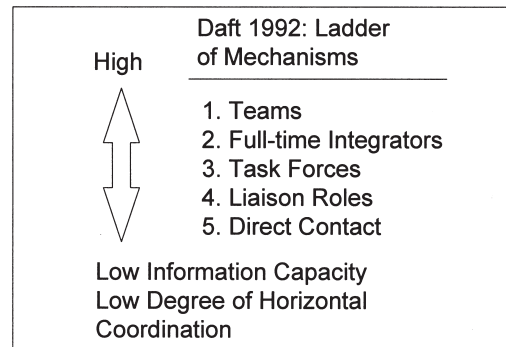 Daft 1992: Ladder
of Mechanisms
High
1. Teams
2. Full-time Integrators
3. Task Forces
4. Liaison Roles
5. Direct Contact
Low Information Capacity
Low Degree of Horizontal
Coordination